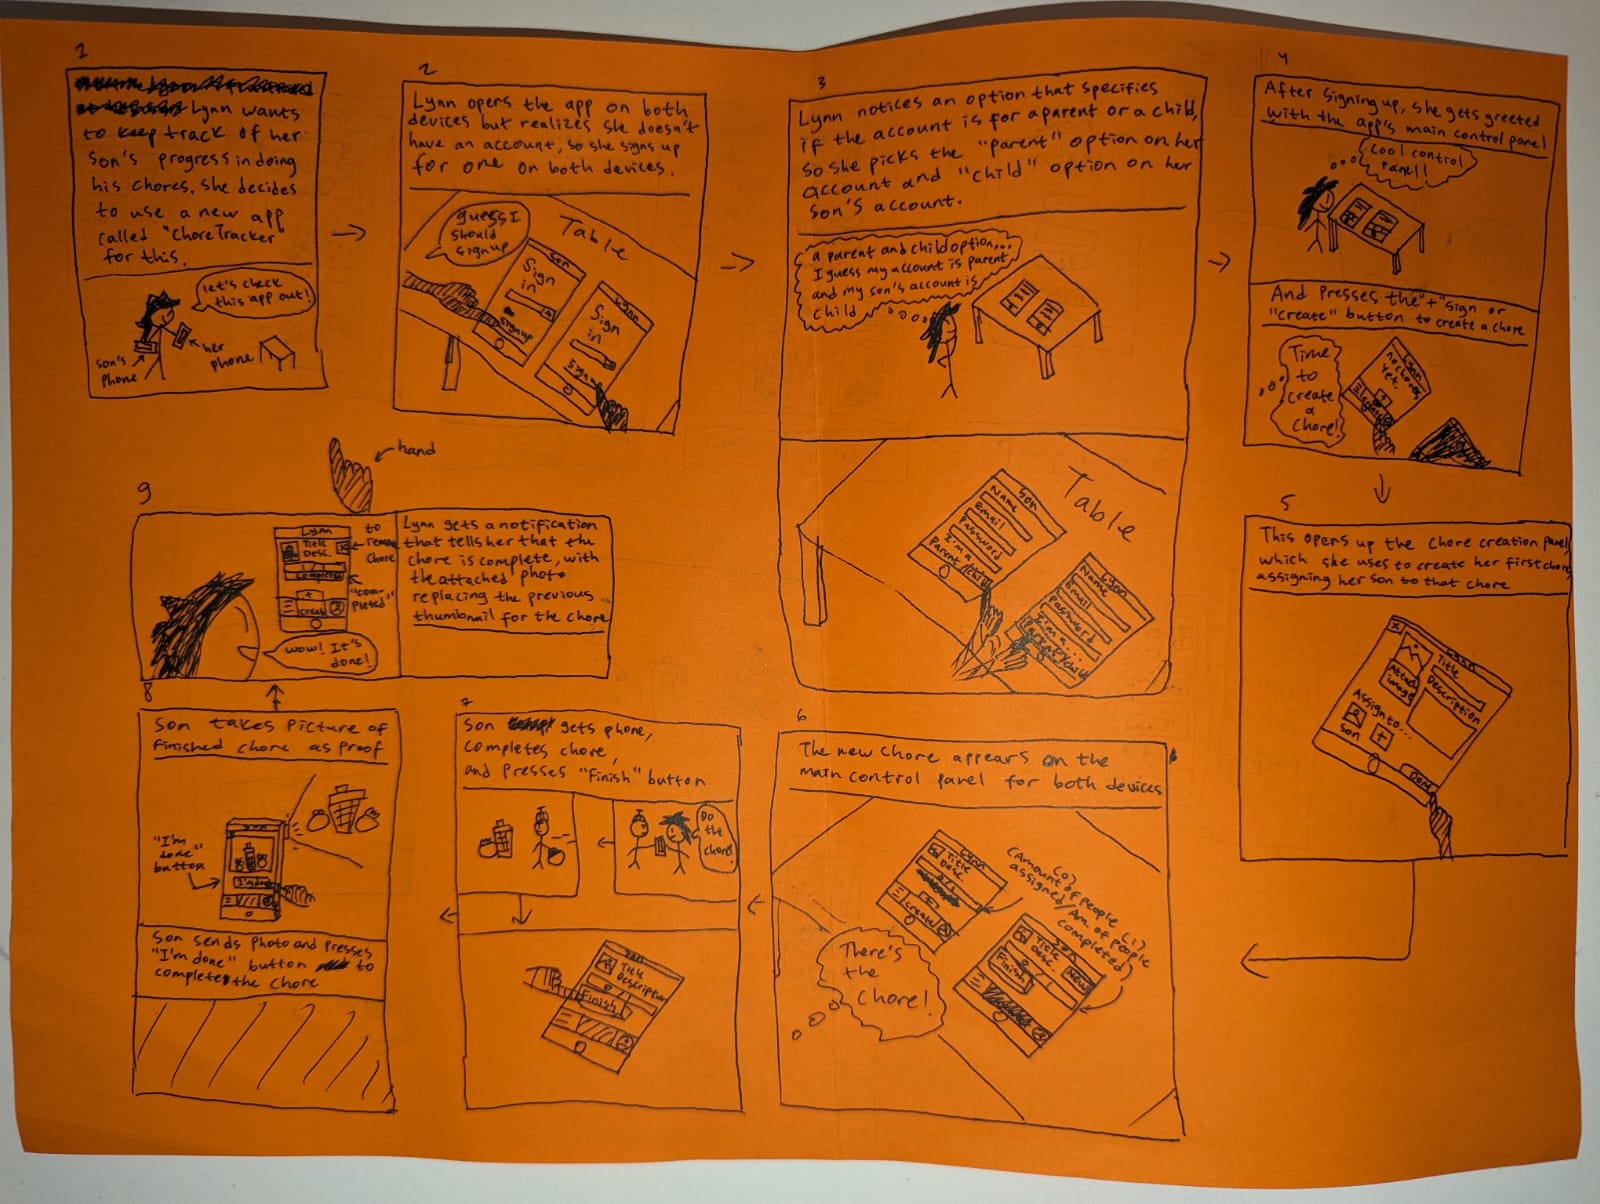 1
Lynn wants
to keep track of her
son's progress in doing
his chores. she decides
to use a new app
called "ChoreTracker
for this.
let's check
this app out!
son's
phone
her
phone
2
Lynn opens the app on both
devices but realizes she doesn't
have an account, so she signs up
for one on both devices.
guess I
should
sign up
Table
son
Sign
in
sign up
Lynn
Sign
in
Sign up
3
Lynn notices an option that specifies
if the account is for a parent or a child,
so she picks the "parent" option on her
account and "child" option on her
son's account.
a parent and child option...
I guess my account is parent
and my son's account is
child
Table
son
Name
Email
Password
I'm a...
Parent/child
Lynn
Name
Email
Password
I'm a...
Parent/child
4
After signing up, she gets greeted
with the app's main control panel
Cool control
panel!
And presses the "+" sign or
"create" button to create a chore
Time
to
create
a
chore!
Lynn
no chores
yet.
+
create
5
This opens up the chore creation panel
which she uses to create her first chore,
assigning her son to that chore
x
Lynn
Title
Attach
image
Description
Assign to...
son
+
DONE
6
The new chore appears on the
main control panel for both devices
Lynn
Title
Desc.
0/1
+
create
(0)
(Amount of people
assigned/Am. of people
completed)
(1)
son
Title
Desc.
New
Finish
There's
the
chore!
7
Son gets phone,
completes chore,
and presses "Finish" button
Do
the
chore!
son
Title
Description
Finish
8
Son takes picture of
finished chore as proof
"I'm
done"
button
son
I'm done
Son sends photo and presses
"I'm done" button to
complete the chore
9
hand
Lynn
Title
Desc.
x
completed
+
create
to
remove
chore
"com-
pleted"
wow! It's
done!
Lynn gets a notification
that tells her that the
chore is complete, with
the attached photo
replacing the previous
thumbnail for the chore